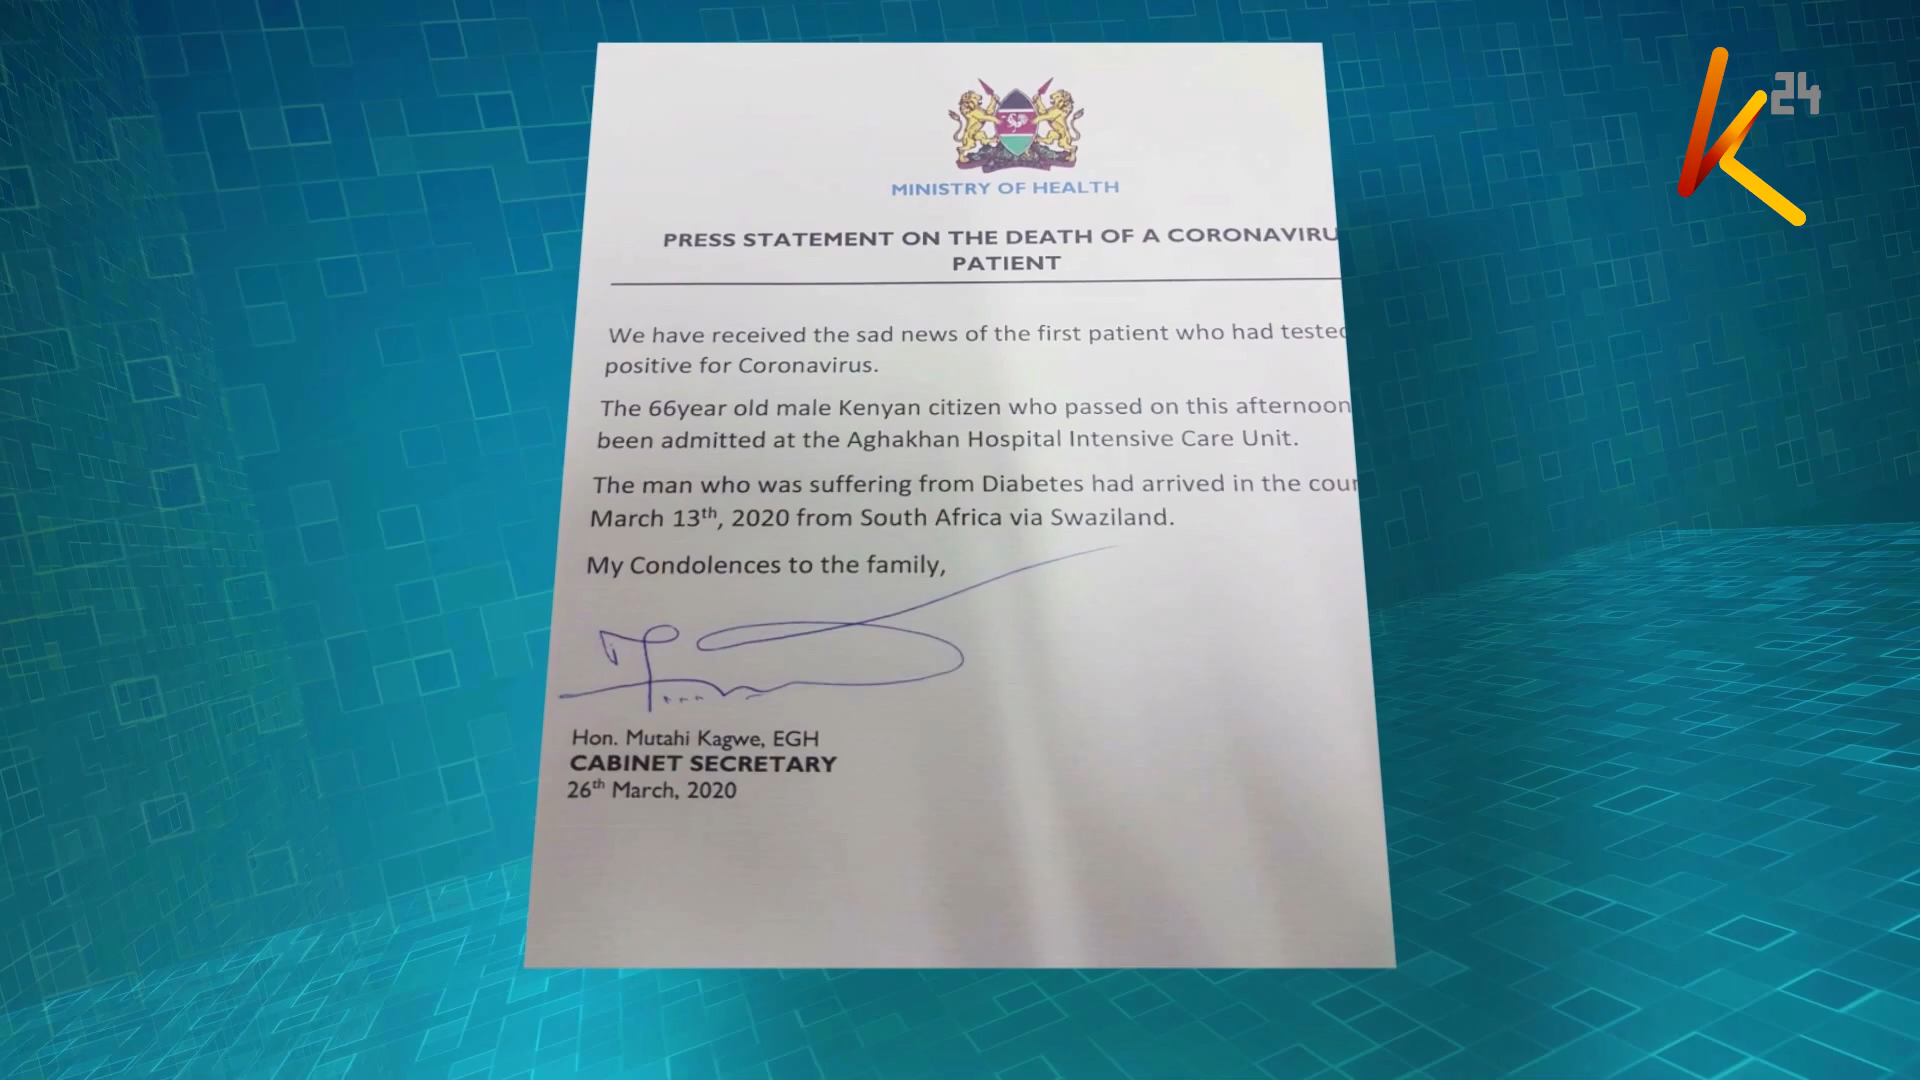 24
MINISTRY OF HEALTH
PRESS STATEMENT ON THE DEATH OF A CORONAVIRU
PATIENT
We have received the sad news of the first patient who had tested
positive for Coronavirus.
The 66year old male Kenyan citizen who passed on this afternoon
been admitted at the Aghakhan Hospital Intensive Care Unit.
The man who was suffering from Diabetes had arrived in the cour
March 13th, 2020 from South Africa via Swaziland.
My Condolences to the family,
Hon. Mutahi Kagwe, EGH
CABINET SECRETARY
26th March, 2020